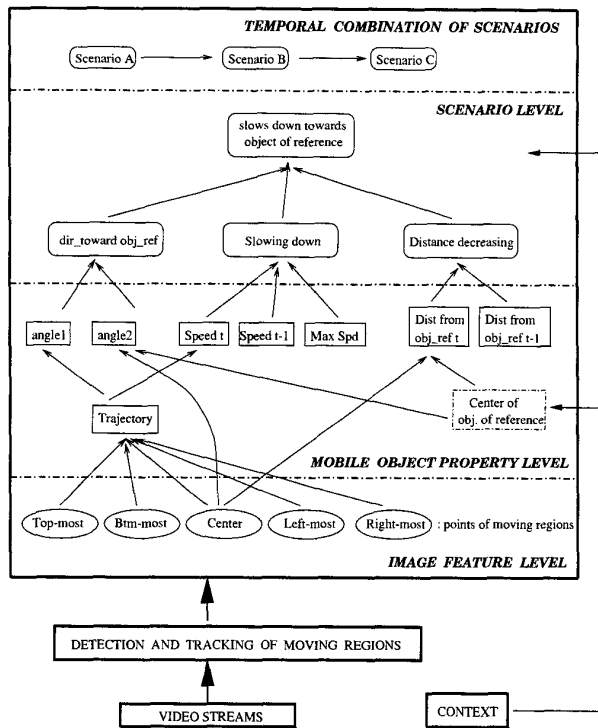 TEMPORAL COMBINATION OF SCENARIOS
Scenario A
Scenario B
Scenario C
SCENARIO LEVEL
slows down towards
object of reference
dir_toward obj_ref
Slowing down
Distance decreasing
angle1
angle2
Speed t
Speed t-1
Max Spd
Dist from
obj_ref t
Dist from
obj_ref t-1
Trajectory
Center of
obj. of reference
MOBILE OBJECT PROPERTY LEVEL
Top-most
Btm-most
Center
Left-most
Right-most
: points of moving regions
IMAGE FEATURE LEVEL
DETECTION AND TRACKING OF MOVING REGIONS
VIDEO STREAMS
CONTEXT